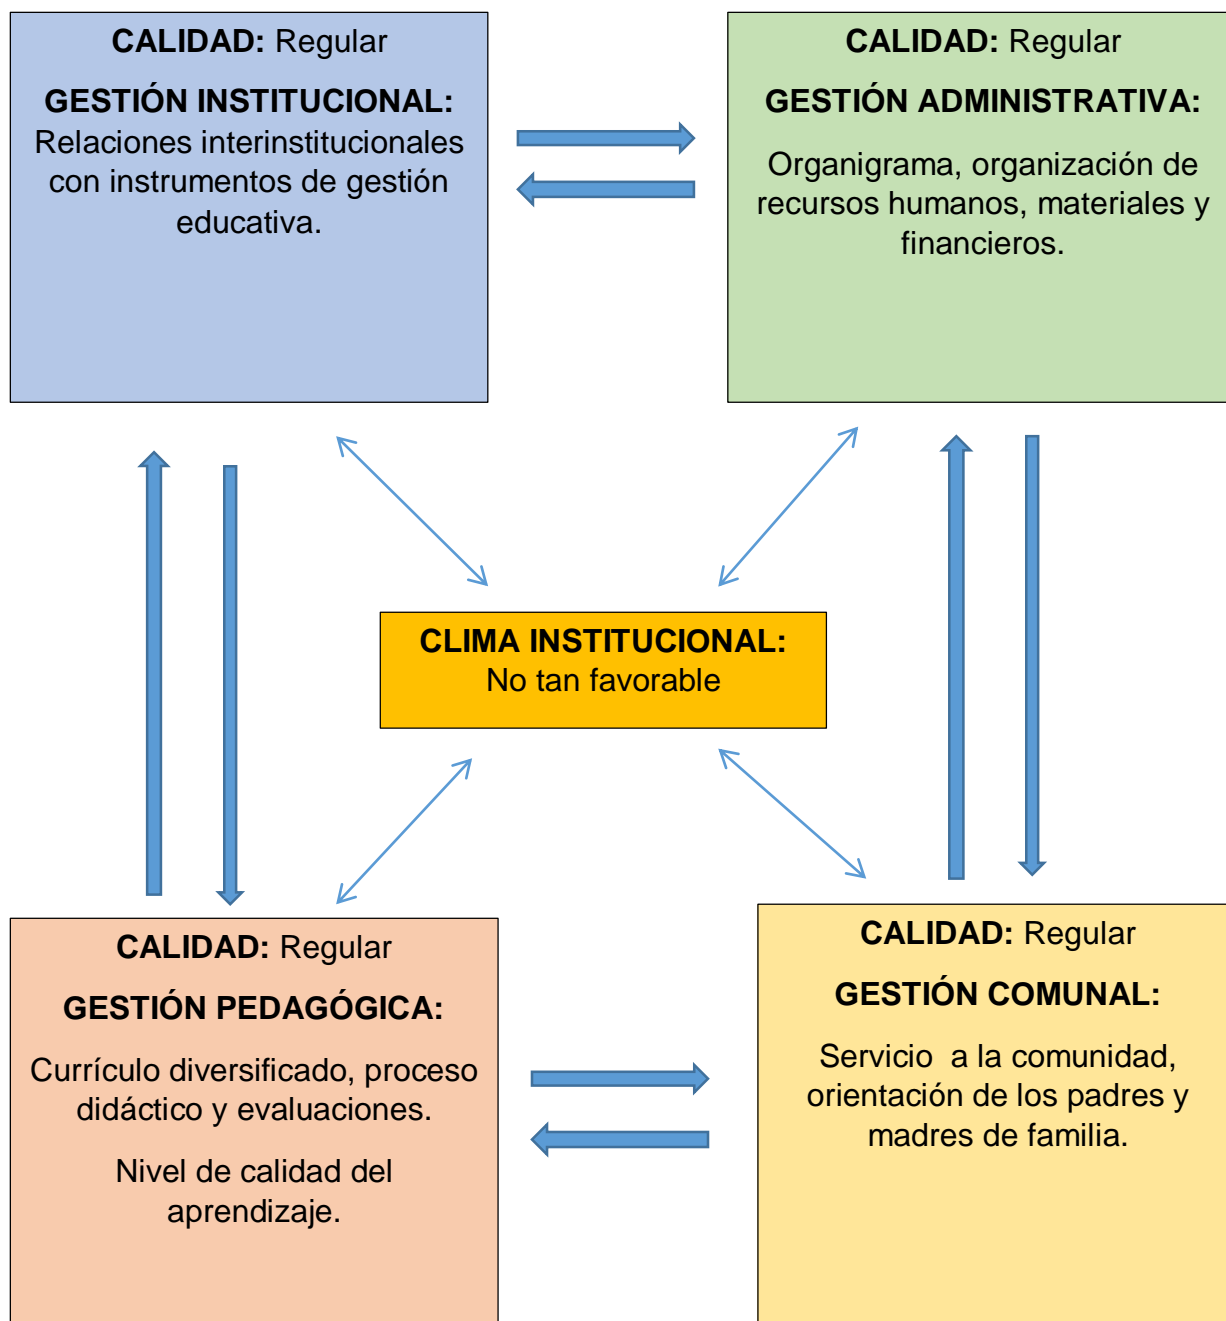 CALIDAD: Regular
GESTIÓN INSTITUCIONAL:
Relaciones interinstitucionales
con instrumentos de gestión
educativa.
CALIDAD: Regular
GESTIÓN ADMINISTRATIVA:
Organigrama, organización de
recursos humanos, materiales y
financieros.
CLIMA INSTITUCIONAL:
No tan favorable
CALIDAD: Regular
GESTIÓN PEDAGÓGICA:
Currículo diversificado, proceso
didáctico y evaluaciones.
Nivel de calidad del
aprendizaje.
CALIDAD: Regular
GESTIÓN COMUNAL:
Servicio  a la comunidad,
orientación de los padres y
madres de familia.